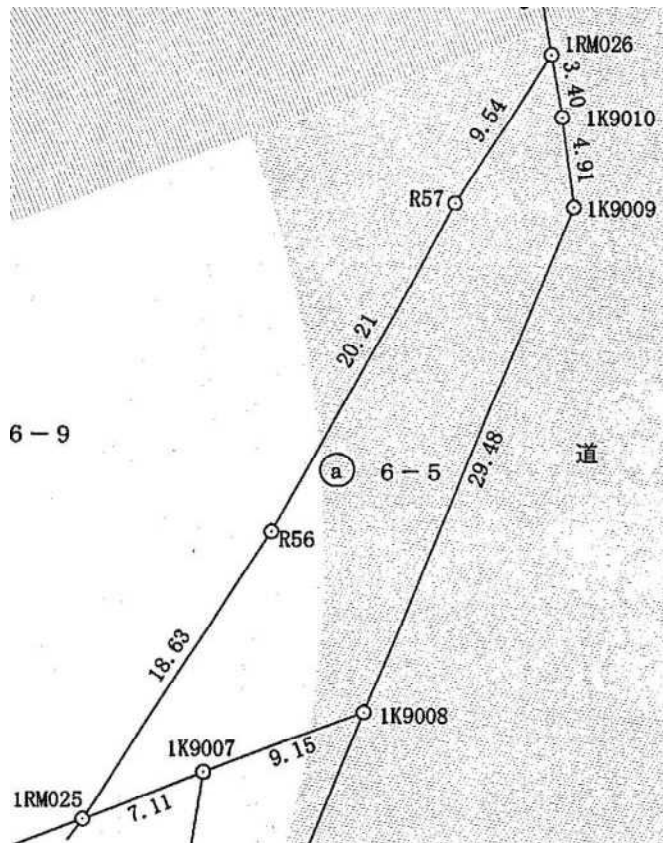 1RM026
3.40
1K9010
9.54
4.91
R57
1K9009
20.21
6-9
道
ⓐ 6-5
29.48
R56
18.63
1K9008
1K9007
9.15
1RM025
7.11